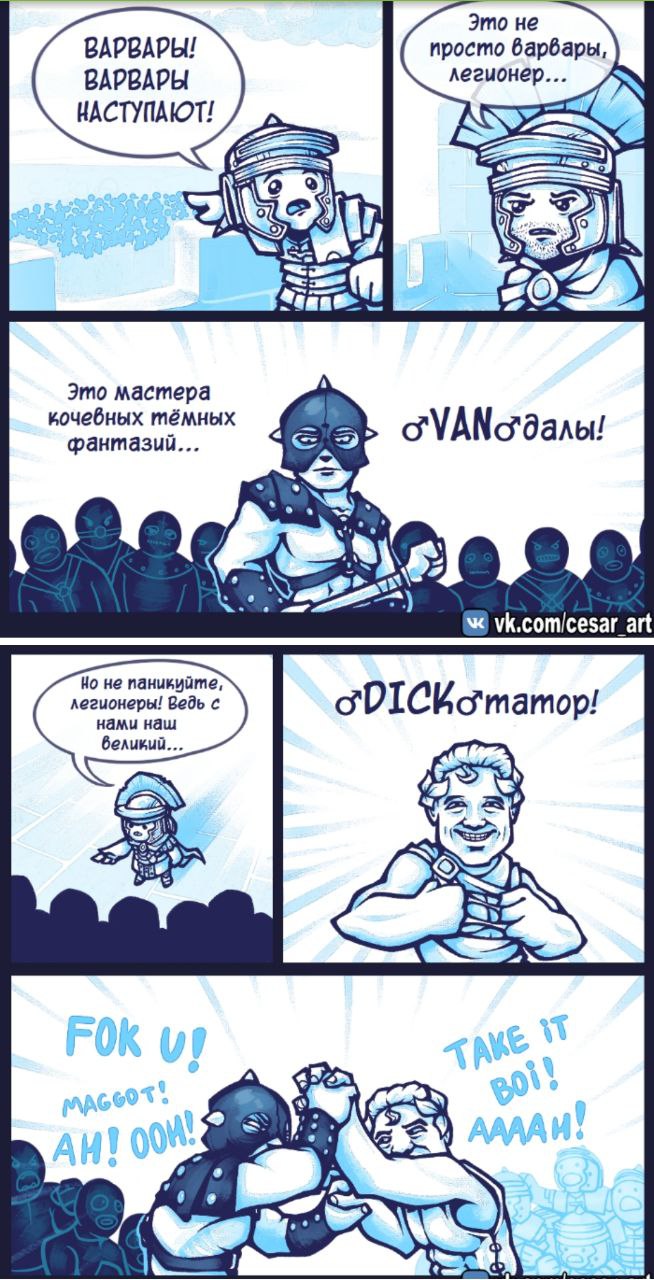 ВАРВАРЫ!
ВАРВАРЫ
НАСТУПАЮТ!
Это не
просто варвары,
легионер...
Это мастера
кочевных тёмных
фантазий...
♂VAN♂далы!
vk.com/cesar_art
Но не паникуйте,
легионеры! Ведь с
нами наш
великий...
♂DICK♂татор!
FOK U!
MAGGOT!
AH! OOH!
TAKE iT
BOi!
AAAAH!